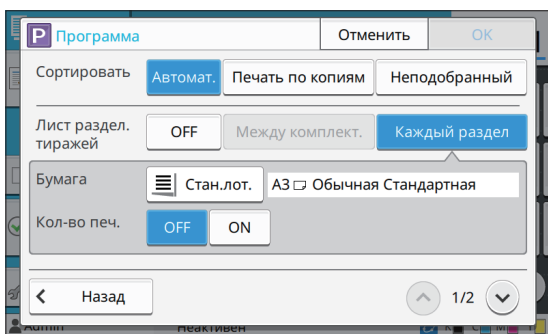 P Программа Отменить OK
Сортировать Автомат. Печать по копиям Неподобранный
Лист раздел. тиражей OFF Между комплект. Каждый раздел
Бумага Стан.лот. A3 Обычная Стандартная
Кол-во печ. OFF ON
Назад 1/2
Admin Неактивен K C M Y